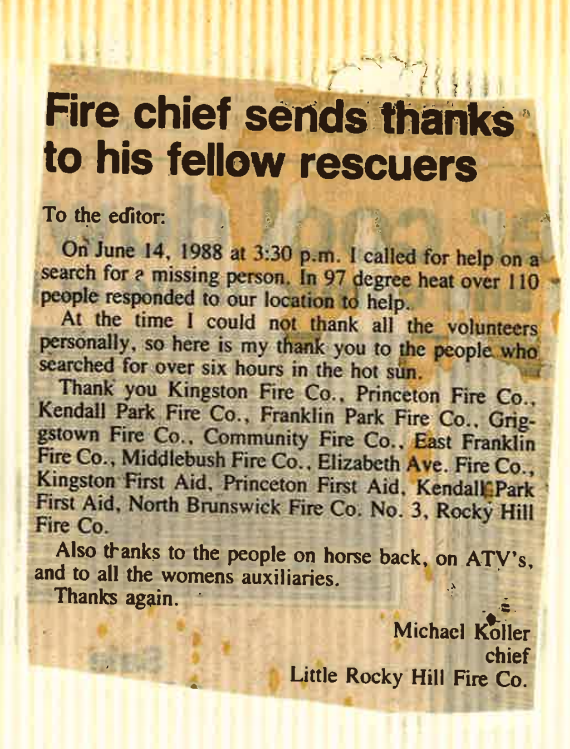 Fire chief sends thanks
to his fellow rescuers
To the editor:
On June 14, 1988 at 3:30 p.m. I called for help on a
search for a missing person. In 97 degree heat over 110
people responded to our location to help.
At the time I could not thank all the volunteers
personally, so here is my thank you to the people who
searched for over six hours in the hot sun.
Thank you Kingston Fire Co., Princeton Fire Co.,
Kendall Park Fire Co., Franklin Park Fire Co., Grig-
gstown Fire Co., Community Fire Co., East Franklin
Fire Co., Middlebush Fire Co., Elizabeth Ave. Fire Co.,
Kingston First Aid, Princeton First Aid, Kendall Park
First Aid, North Brunswick Fire Co. No. 3, Rocky Hill
Fire Co.
Also thanks to the people on horse back, on ATV's,
and to all the womens auxiliaries.
Thanks again.
Michael Koller
chief
Little Rocky Hill Fire Co.